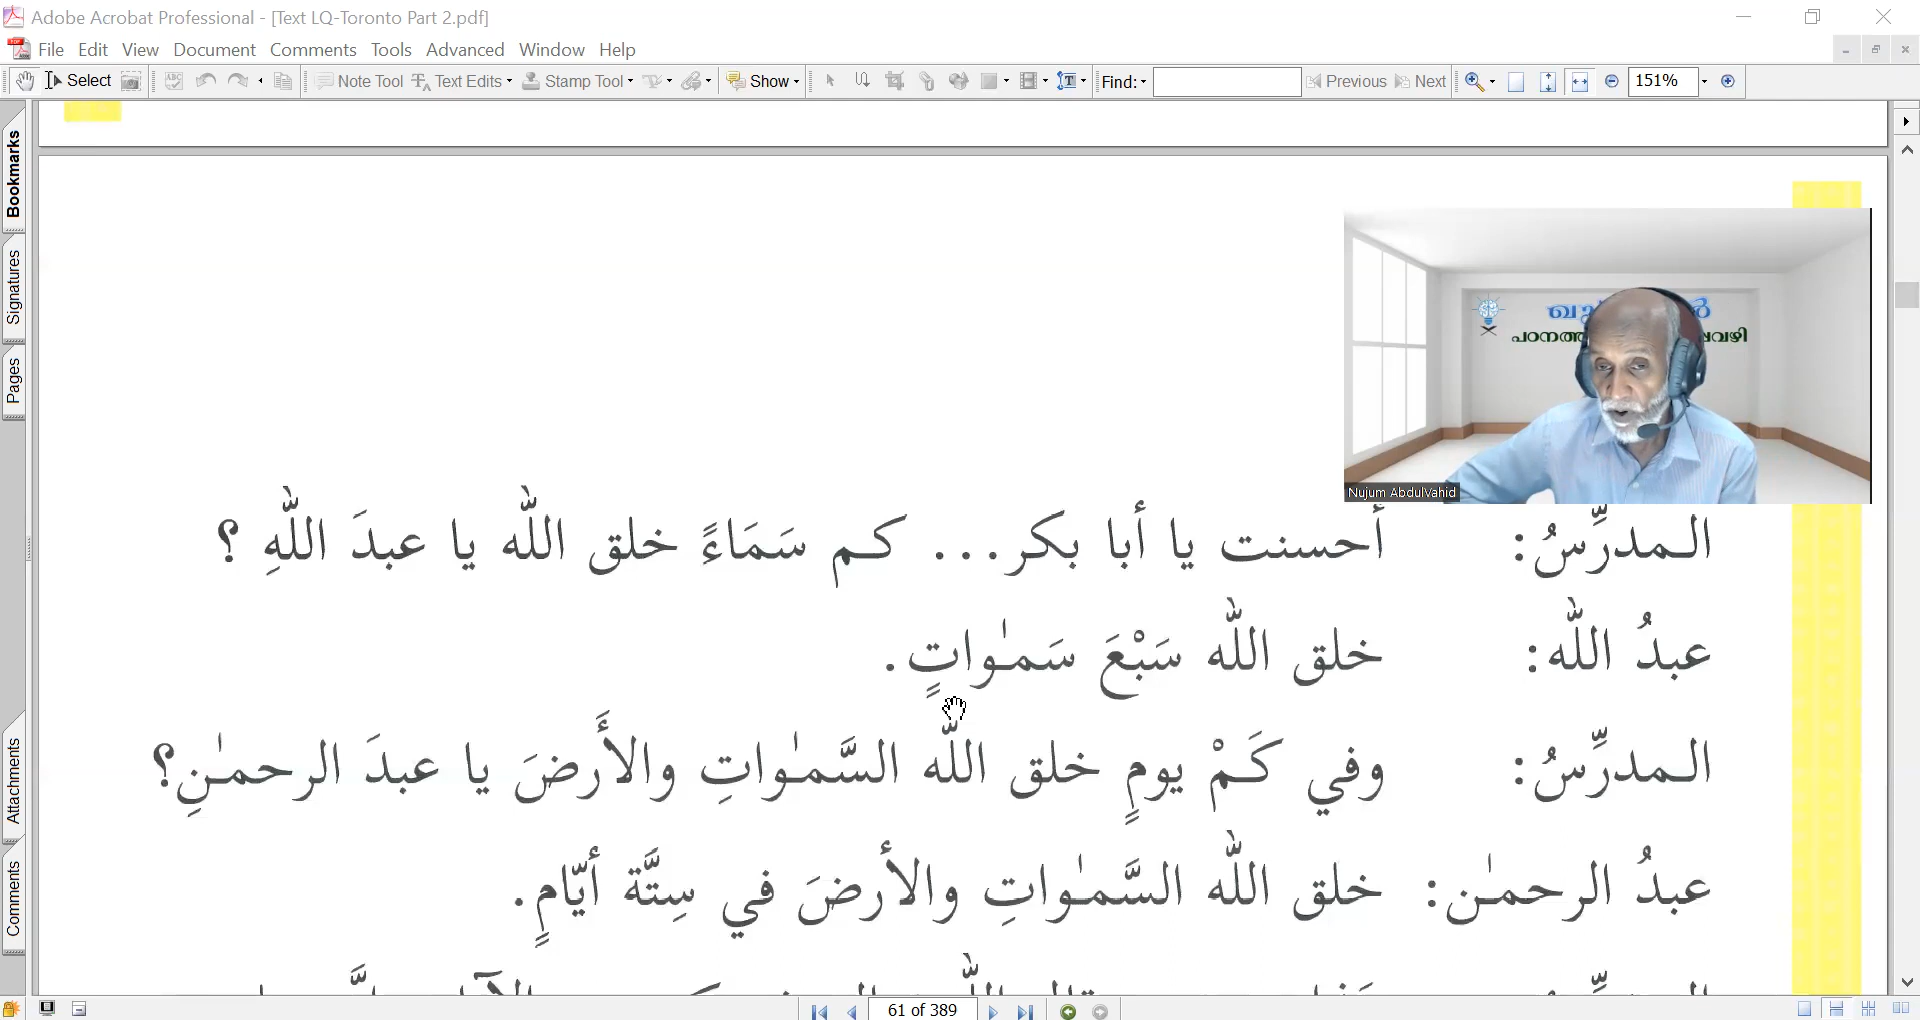 Adobe Acrobat Professional - [Text LQ-Toronto Part 2.pdf]
File Edit View Document Comments Tools Advanced Window Help
Select Note Tool Text Edits Stamp Tool Show Find: Previous Next 151%
Bookmarks
Signatures
Pages
Attachments
Comments
Nujum AbdulVahid
المدرِّسُ: أحسنت يا أبا بكر... كم سَمَاءً خلق اللّٰه يا عبدَ اللّٰهِ ؟
عبدُ اللّٰه: خلق اللّٰه سَبْعَ سَمٰواتٍ.
المدرِّسُ: وفي كَمْ يومٍ خلق اللّٰه السَّمٰواتِ والأَرضَ يا عبدَ الرحمٰنِ؟
عبدُ الرحمٰن: خلق اللّٰه السَّمٰواتِ والأرضَ في سِتَّة أيّامٍ.
61 of 389